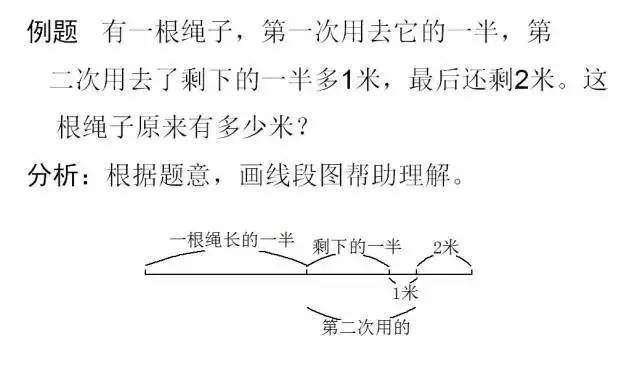 例题 有一根绳子，第一次用去它的一半，第
二次用去了剩下的一半多1米，最后还剩2米。这
根绳子原来有多少米？
分析：根据题意，画线段图帮助理解。
一根绳长的一半 剩下的一半 2米
1米
第二次用的